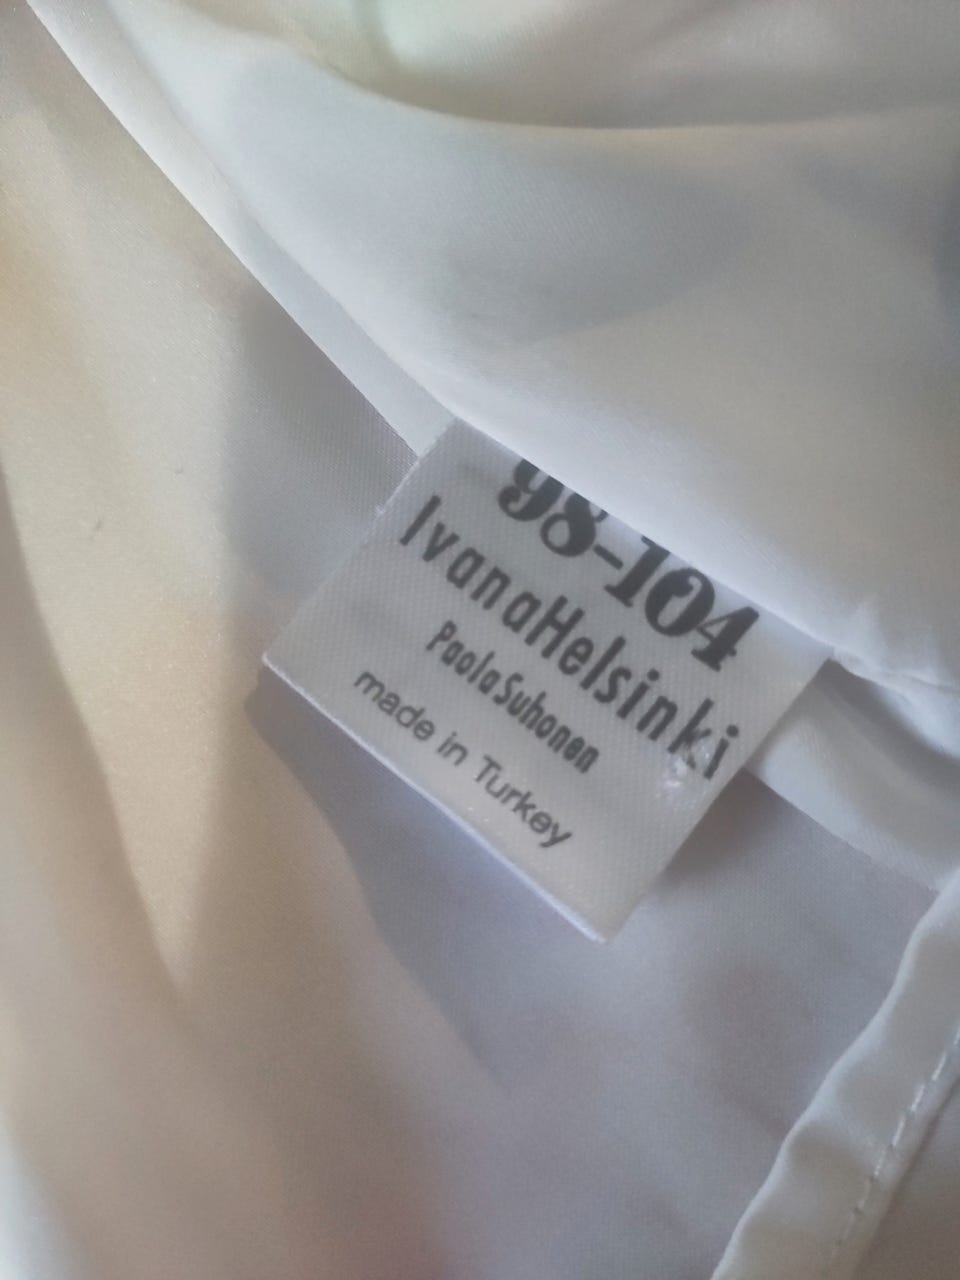 98-104
IvanaHelsinki
PaolaSuhonen
made in Turkey